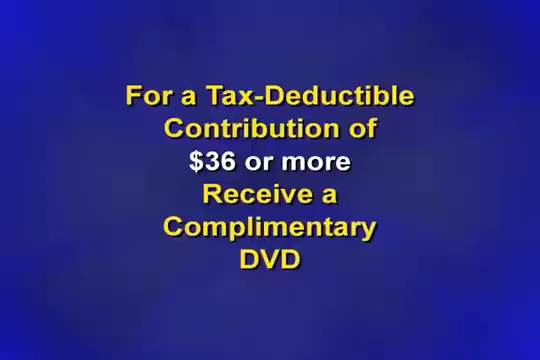 For a Tax-Deductible
Contribution of
$36 or more
Receive a
Complimentary
DVD